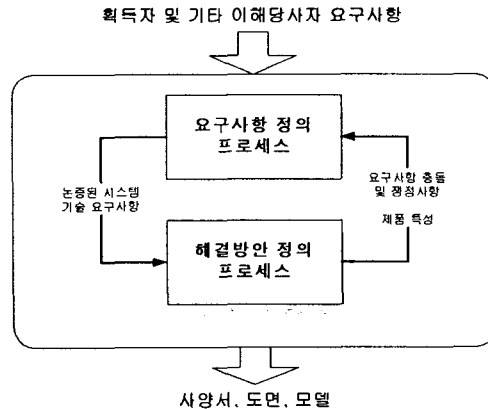 획득자 및 기타 이해당사자 요구사항
요구사항 정의
프로세스
논증된 시스템
기술 요구사항
요구사항 충돌
및 쟁점사항
제품 특성
해결방안 정의
프로세스
사양서, 도면, 모델